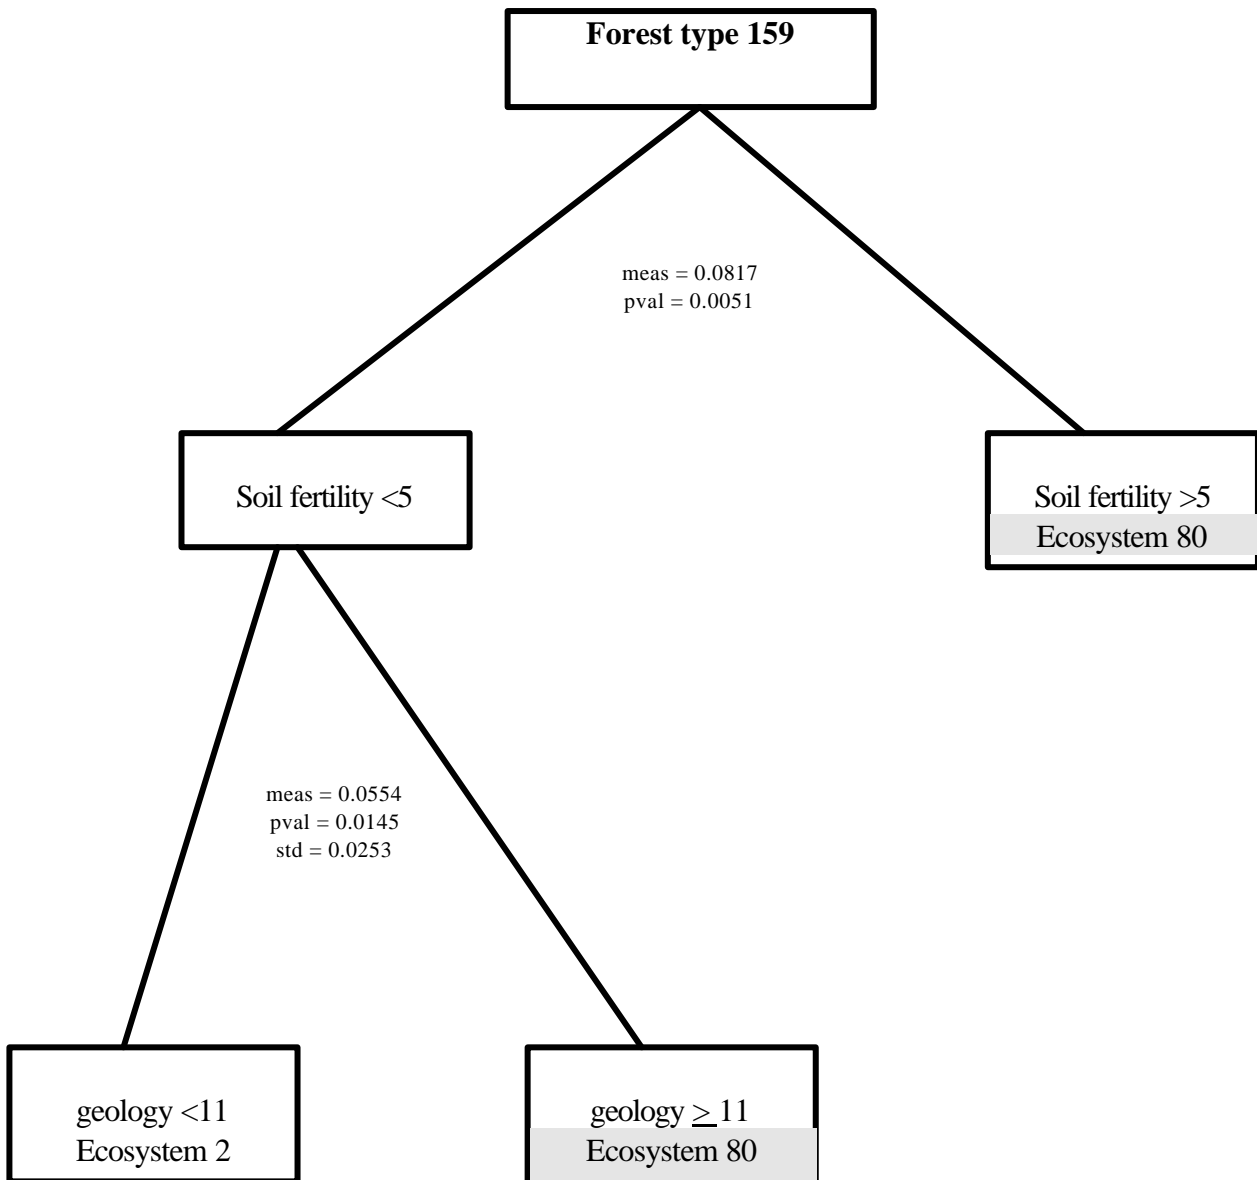 Forest type 159
meas = 0.0817
pval = 0.0051
Soil fertility <5
Soil fertility >5
Ecosystem 80
meas = 0.0554
pval = 0.0145
std = 0.0253
geology <11
Ecosystem 2
geology ≥ 11
Ecosystem 80